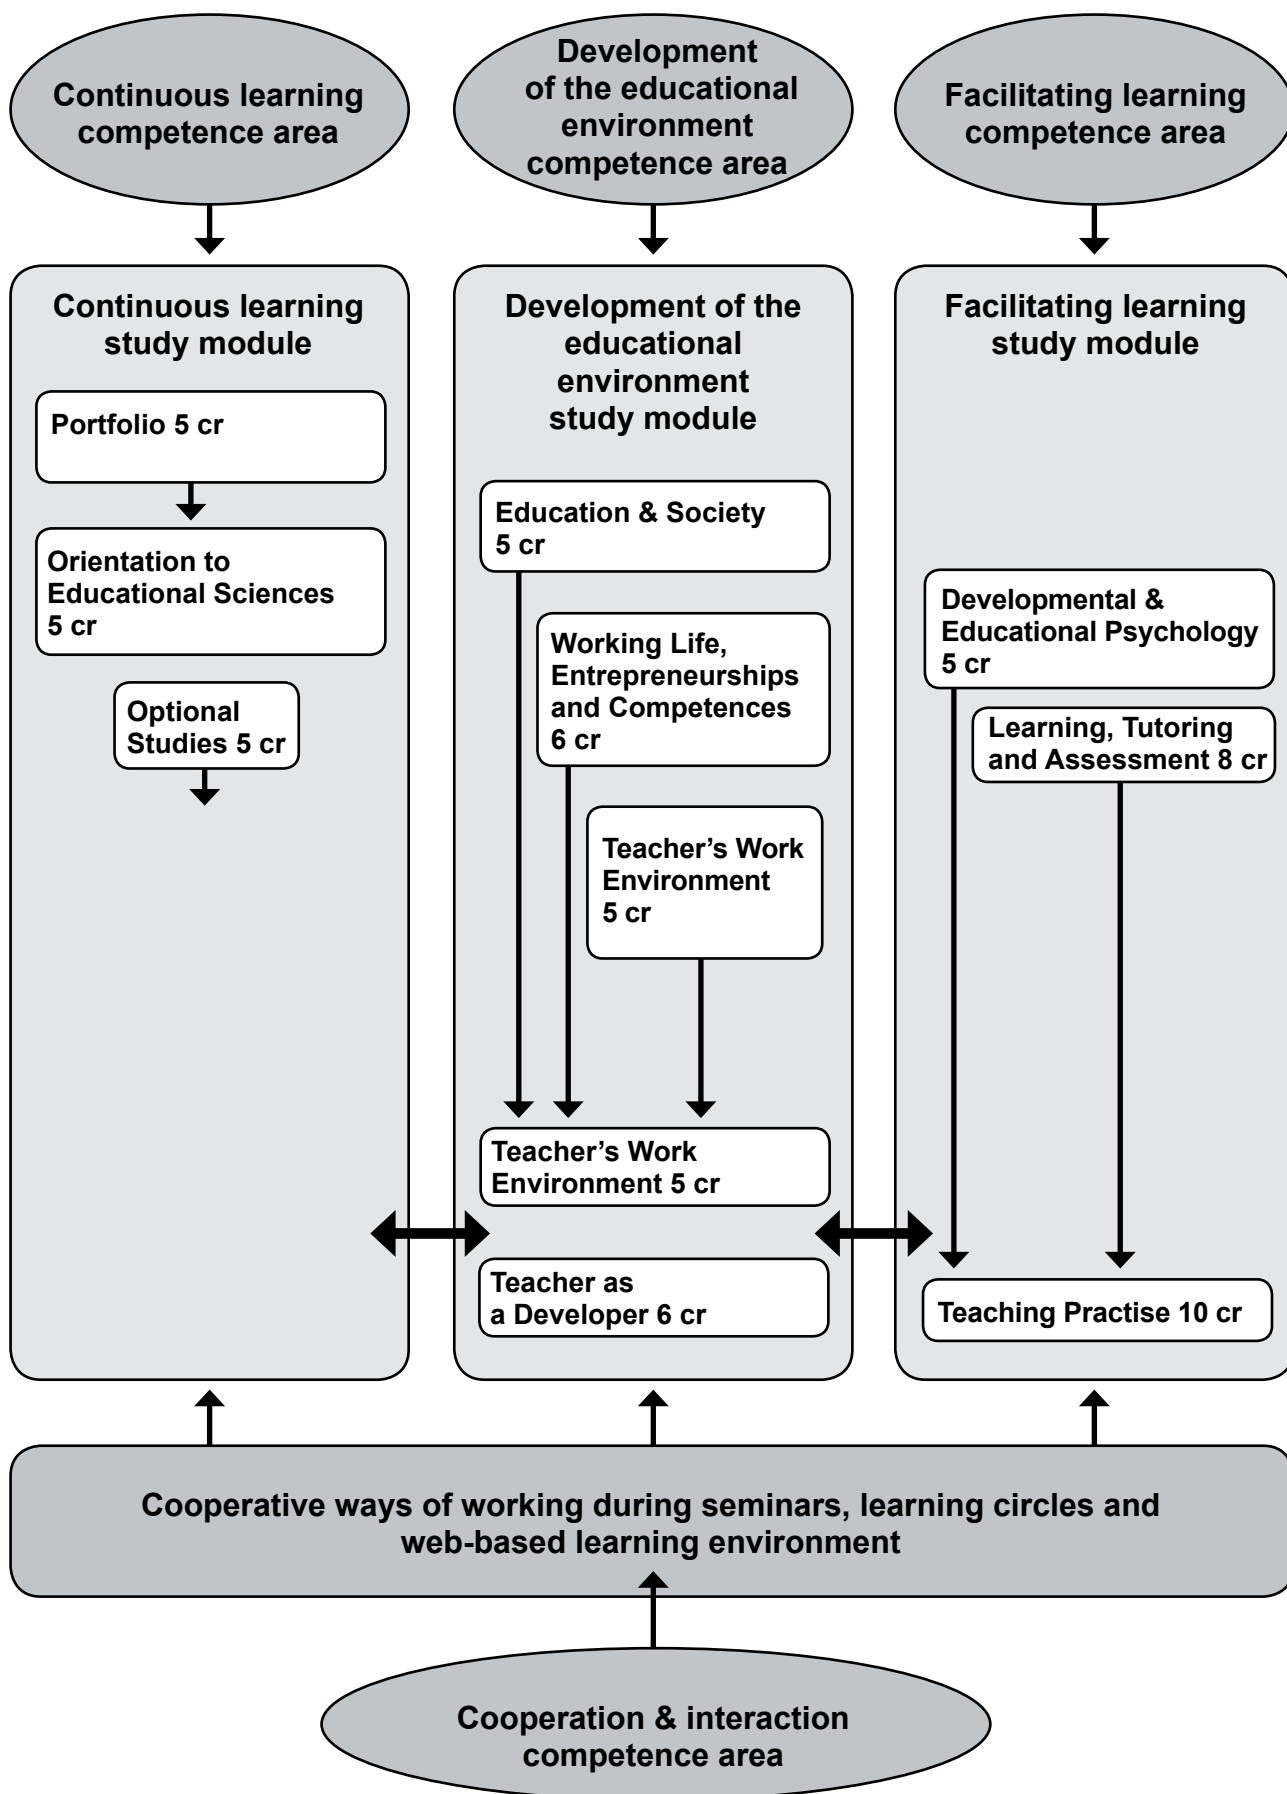 Continuous learning
competence area
Development
of the educational
environment
competence area
Facilitating learning
competence area
Continuous learning
study module
Portfolio 5 cr
Orientation to
Educational Sciences
5 cr
Optional
Studies 5 cr
Development of the
educational
environment
study module
Education & Society
5 cr
Working Life,
Entrepreneurships
and Competences
6 cr
Teacher’s Work
Environment
5 cr
Teacher’s Work
Environment 5 cr
Teacher as
a Developer 6 cr
Facilitating learning
study module
Developmental &
Educational Psychology
5 cr
Learning, Tutoring
and Assessment 8 cr
Teaching Practise 10 cr
Cooperative ways of working during seminars, learning circles and
web-based learning environment
Cooperation & interaction
competence area